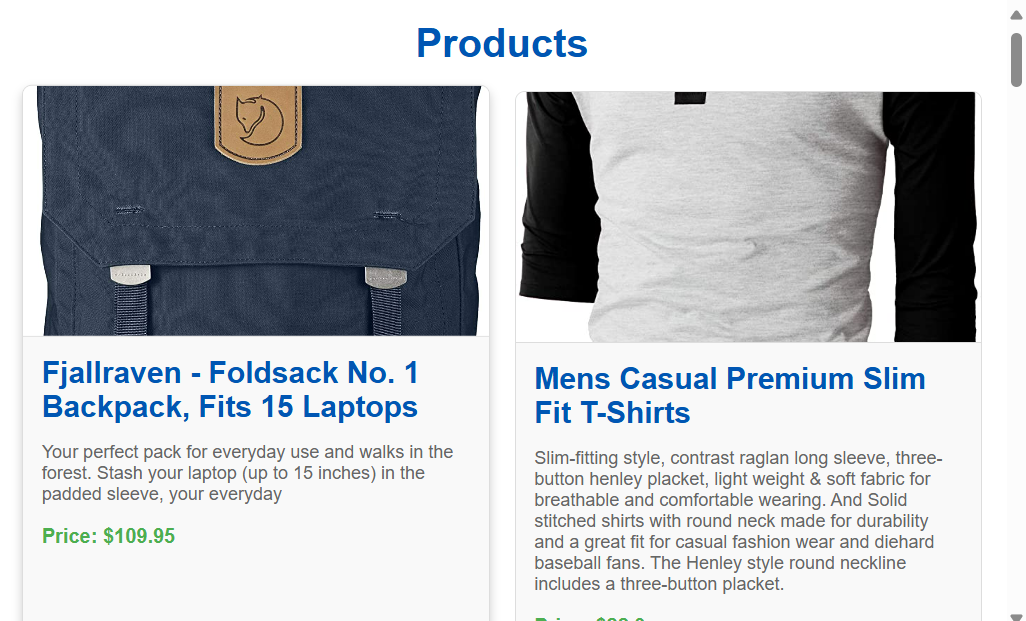 Products
Fjallraven - Foldsack No. 1
Backpack, Fits 15 Laptops
Your perfect pack for everyday use and walks in the
forest. Stash your laptop (up to 15 inches) in the
padded sleeve, your everyday
Price: $109.95
Mens Casual Premium Slim
Fit T-Shirts
Slim-fitting style, contrast raglan long sleeve, three-
button henley placket, light weight & soft fabric for
breathable and comfortable wearing. And Solid
stitched shirts with round neck made for durability
and a great fit for casual fashion wear and diehard
baseball fans. The Henley style round neckline
includes a three-button placket.